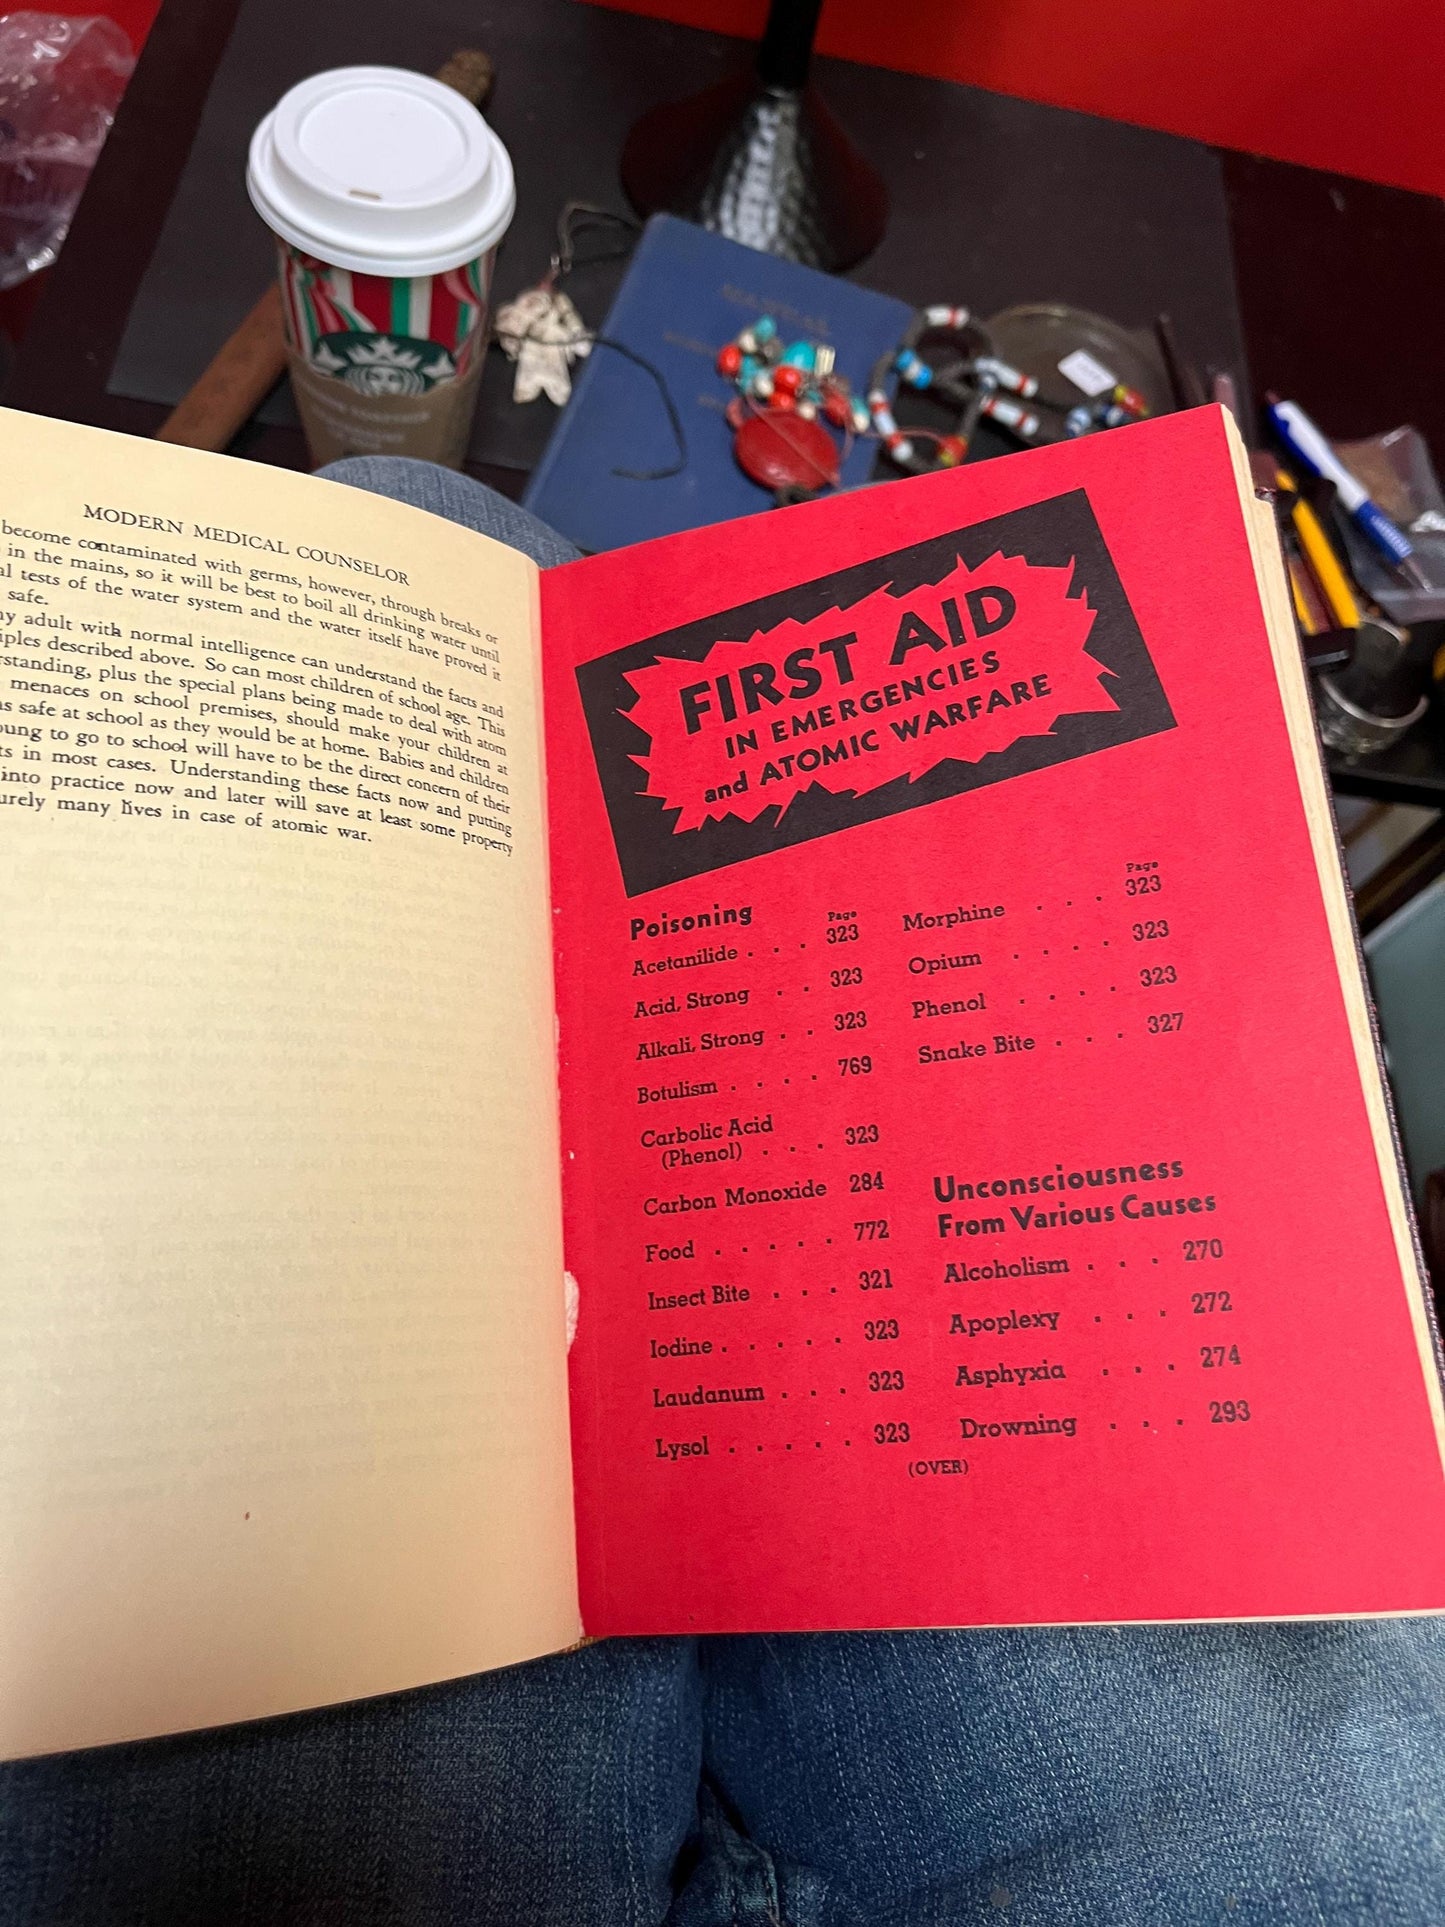 MODERN MEDICAL COUNSELOR
become contaminated with germs, however, through breaks or
in the mains, so it will be best to boil all drinking water until
al tests of the water system and the water itself have proved it
safe.
ny adult with normal intelligence can understand the facts and
iples described above. So can most children of school age. This
rstanding, plus the special plans being made to deal with atom
menaces on school premises, should make your children at
as safe at school as they would be at home. Babies and children
oung to go to school will have to be the direct concern of their
ts in most cases. Understanding these facts now and putting
into practice now and later will save at least some property
urely many lives in case of atomic war.
FIRST AID
IN EMERGENCIES
and ATOMIC WARFARE
Poisoning
Page
Acetanilide . . . 323
Acid, Strong . . 323
Alkali, Strong . . 323
Botulism . . . . 769
Carbolic Acid
(Phenol) . . . 323
Carbon Monoxide 284
Food . . . . . 772
Insect Bite . . . 321
Iodine . . . . . 323
Laudanum . . . 323
Lysol . . . . . 323
Page
Morphine . . . 323
Opium . . . . 323
Phenol . . . . 323
Snake Bite . . . 327
Unconsciousness
From Various Causes
Alcoholism . . . 270
Apoplexy . . . 272
Asphyxia . . . 274
Drowning . . . 293
(OVER)
MANUAL